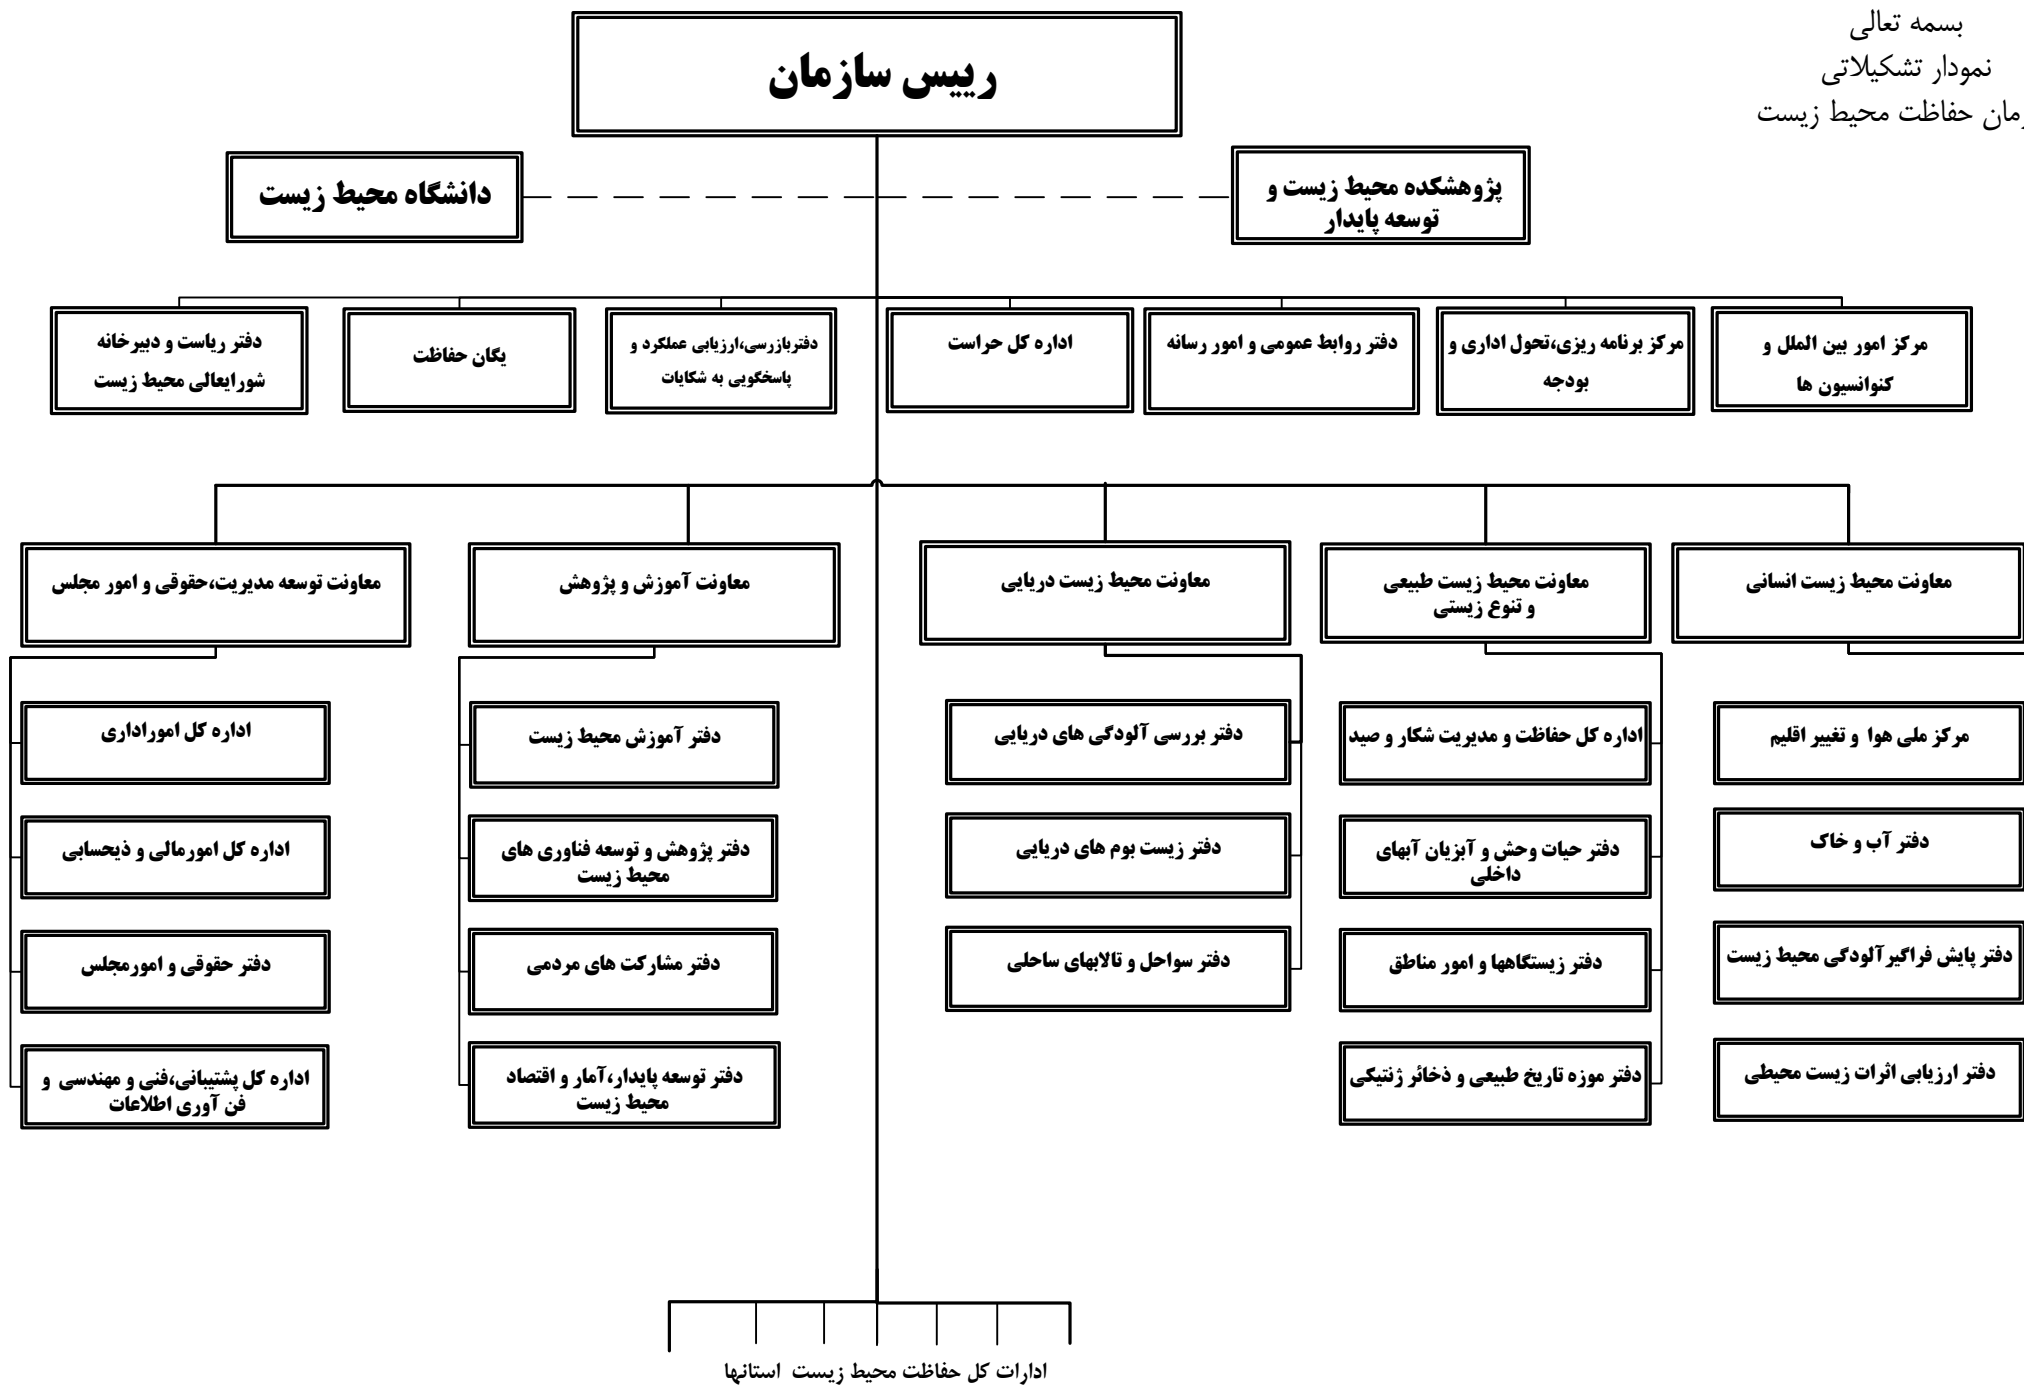 بسمه تعالی
نمودار تشکیلاتی
حفاظت محیط زیست
رییس سازمان
پژوهشکده محیط زیست و
توسعه پایدار
دانشگاه محیط زیست
مرکز امور بین الملل و
کنوانسیون ها
مرکز برنامه ریزی،تحول اداری و
بودجه
دفتر روابط عمومی و امور رسانه
اداره کل حراست
دفتربازرسی،ارزیابی عملکرد و
پاسخگویی به شکایات
یگان حفاظت
دفتر ریاست و دبیرخانه
شورایعالی محیط زیست
معاونت محیط زیست انسانی
معاونت محیط زیست طبیعی
و تنوع زیستی
معاونت محیط زیست دریایی
معاونت آموزش و پژوهش
معاونت توسعه مدیریت،حقوقی و امور مجلس
مرکز ملی هوا و تغییر اقلیم
دفتر آب و خاک
دفتر پایش فراگیرآلودگی محیط زیست
دفتر ارزیابی اثرات زیست محیطی
اداره کل حفاظت و مدیریت شکار و صید
دفتر حیات وحش و آبزیان آبهای
داخلی
دفتر زیستگاهها و امور مناطق
دفتر موزه تاریخ طبیعی و ذخائر ژنتیکی
دفتر بررسی آلودگی های دریایی
دفتر زیست بوم های دریایی
دفتر سواحل و تالابهای ساحلی
دفتر آموزش محیط زیست
دفتر پژوهش و توسعه فناوری های
محیط زیست
دفتر مشارکت های مردمی
دفتر توسعه پایدار،آمار و اقتصاد
محیط زیست
اداره کل اموراداری
اداره کل امورمالی و ذیحسابی
دفتر حقوقی و امورمجلس
اداره کل پشتیبانی،فنی و مهندسی و
فن آوری اطلاعات
ادارات کل حفاظت محیط زیست استانها